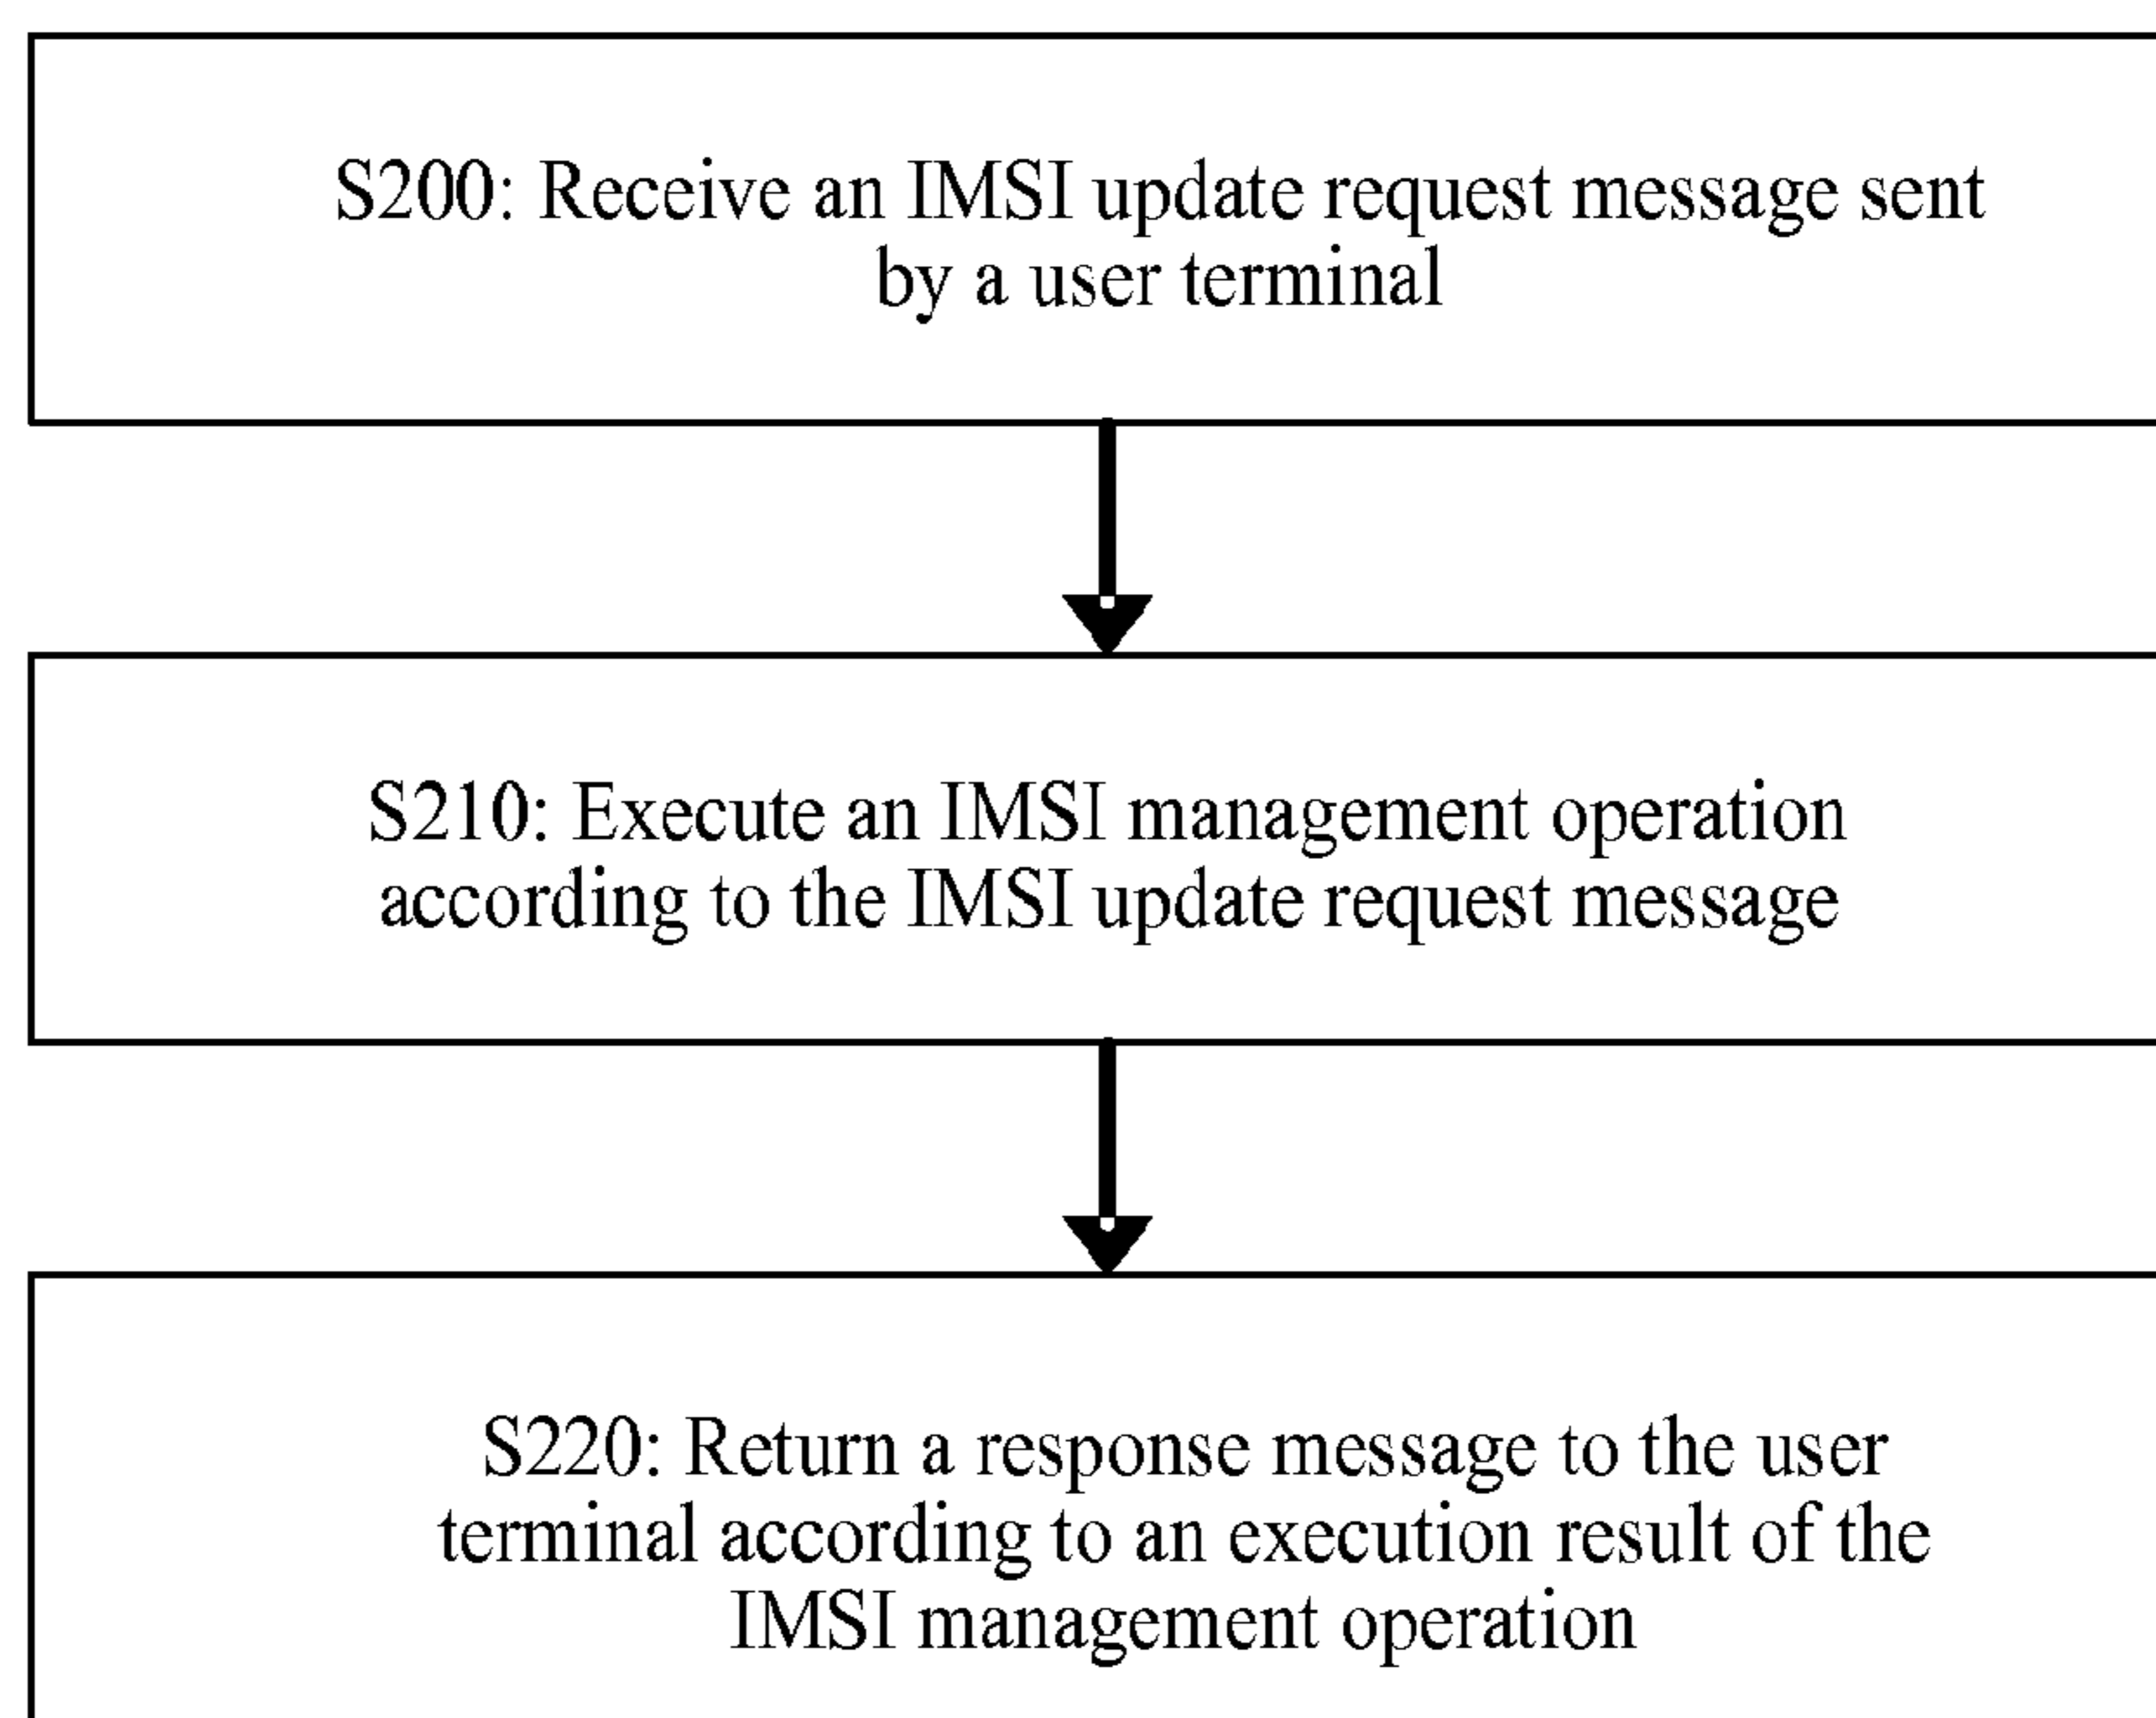 S200: Receive an IMSI update request message sent
by a user terminal
S210: Execute an IMSI management operation
according to the IMSI update request message
S220: Return a response message to the user
terminal according to an execution result of the
IMSI management operation